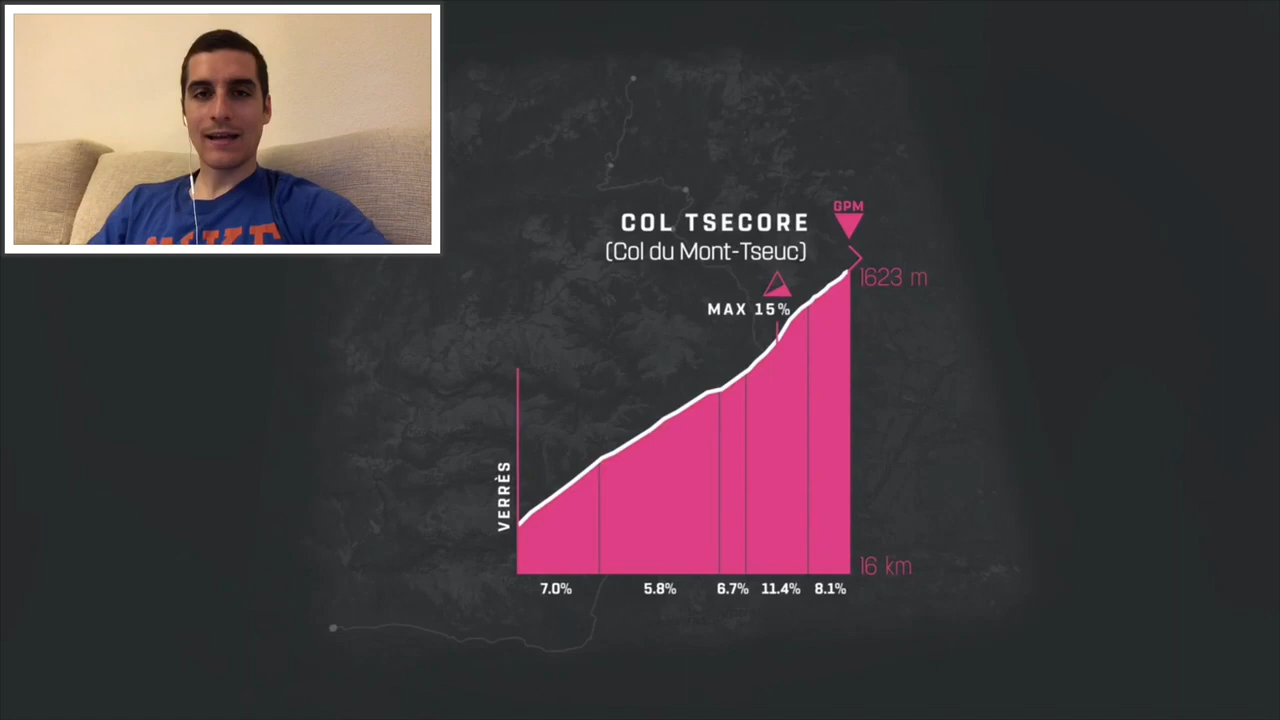 COL TSECORE
(Col du Mont-Tseuc)
GPM
1623 m
MAX 15%
VERRÈS
16 km
7.0%
5.8%
6.7%
11.4%
8.1%